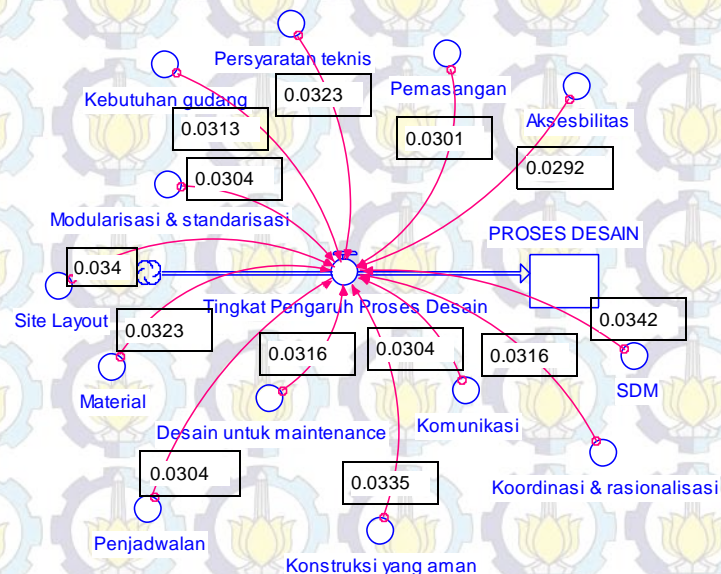 Persyaratan teknis
Pemasangan
Kebutuhan gudang
0.0323
Aksesbilitas
0.0313
0.0301
0.0304
0.0292
Modularisasi & standarisasi
PROSES DESAIN
0.034
Tingkat Pengaruh Proses Desain
Site Layout
0.0323
0.0316
0.0304
0.0316
0.0342
Material
SDM
Desain untuk maintenance
Komunikasi
0.0304
0.0335
Koordinasi & rasionalisasi
Penjadwalan
Konstruksi yang aman